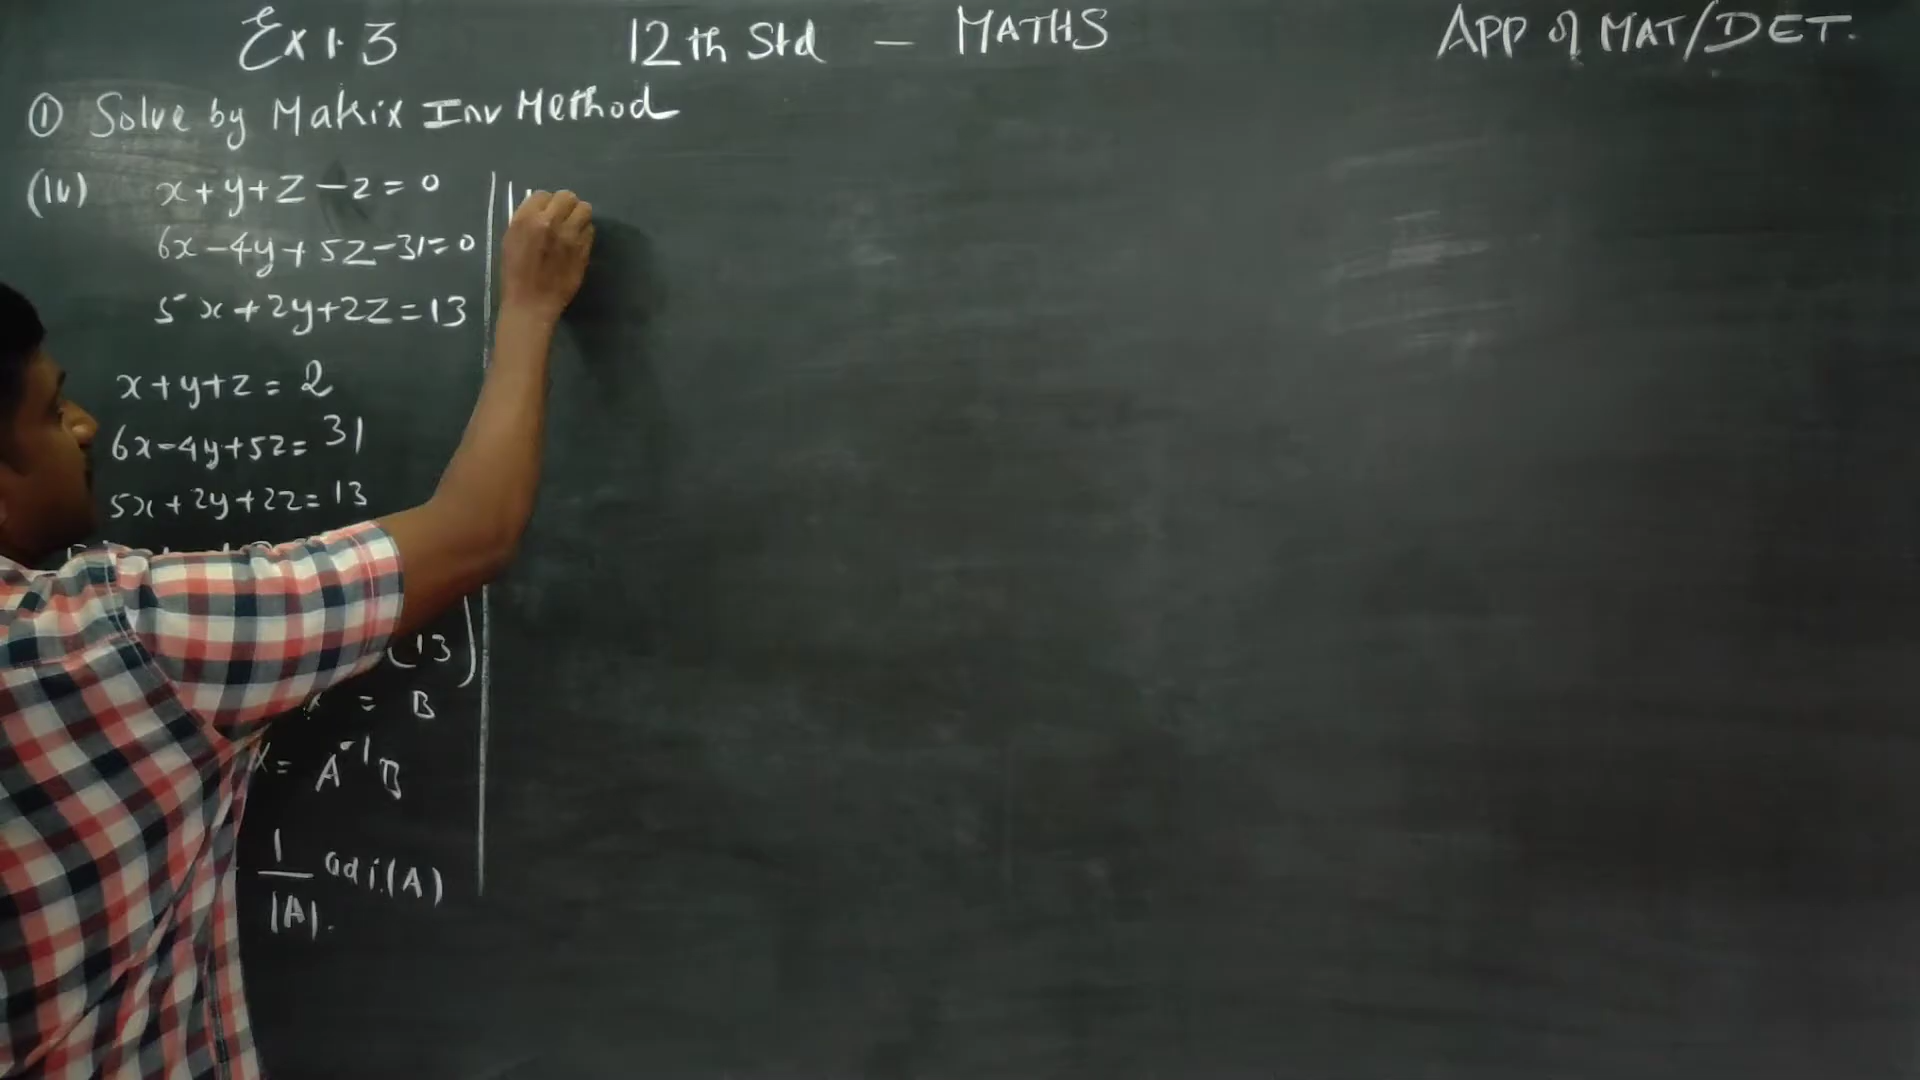 Ex 1.3 12th Std — MATHS APP of MAT/DET.
① Solve by Matrix Inv Method
(iv) x + y + z - 2 = 0
6x - 4y + 5z - 31 = 0
5x + 2y + 2z = 13
x + y + z = 2
6x - 4y + 5z = 31
5x + 2y + 2z = 13
13
= B
X = A⁻¹ B
1/|A|. adj.(A)